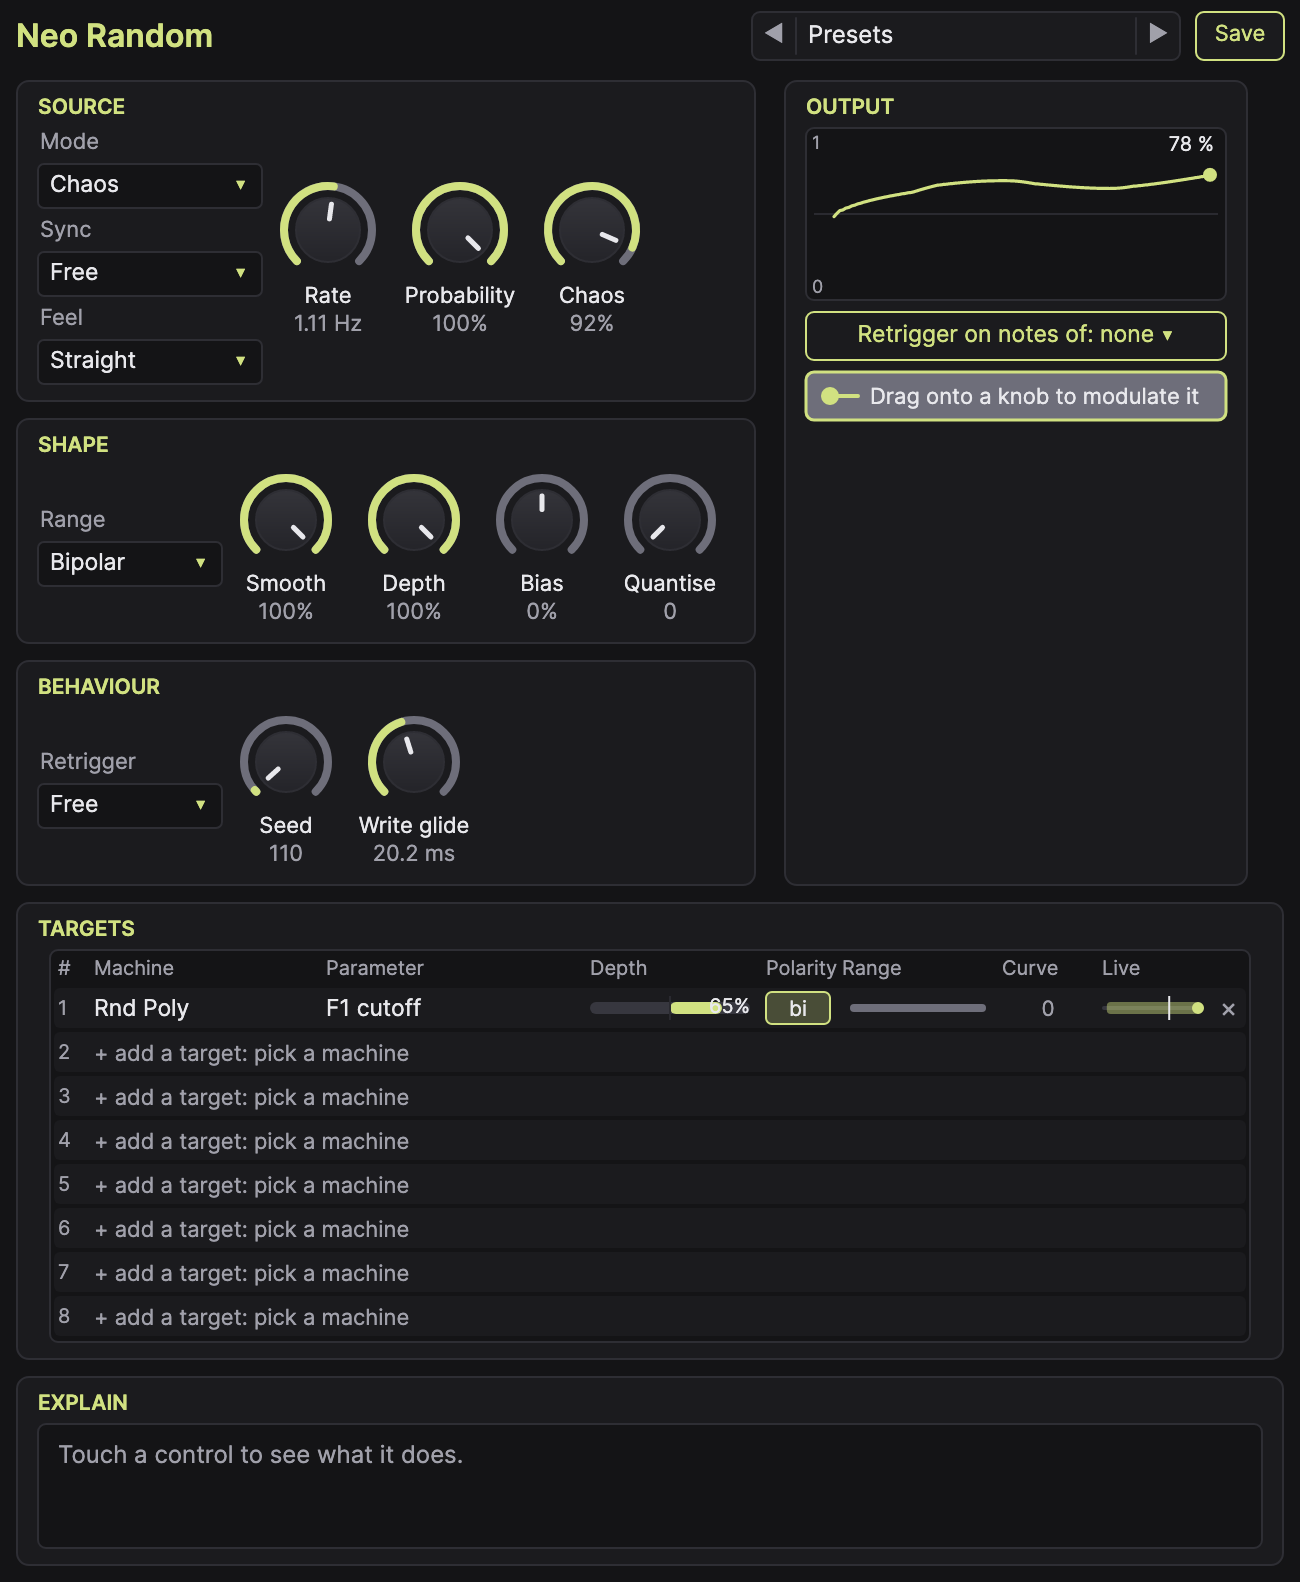 Neo Random
Presets
Save
SOURCE
Mode
Chaos
Sync
Free
Feel
Straight
Rate
1.11 Hz
Probability
100%
Chaos
92%
OUTPUT
1
78 %
0
Retrigger on notes of: none
Drag onto a knob to modulate it
SHAPE
Range
Bipolar
Smooth
100%
Depth
100%
Bias
0%
Quantise
0
BEHAVIOUR
Retrigger
Free
Seed
110
Write glide
20.2 ms
TARGETS
# Machine Parameter Depth Polarity Range Curve Live
1 Rnd Poly F1 cutoff 65% bi 0 ×
2 + add a target: pick a machine
3 + add a target: pick a machine
4 + add a target: pick a machine
5 + add a target: pick a machine
6 + add a target: pick a machine
7 + add a target: pick a machine
8 + add a target: pick a machine
EXPLAIN
Touch a control to see what it does.